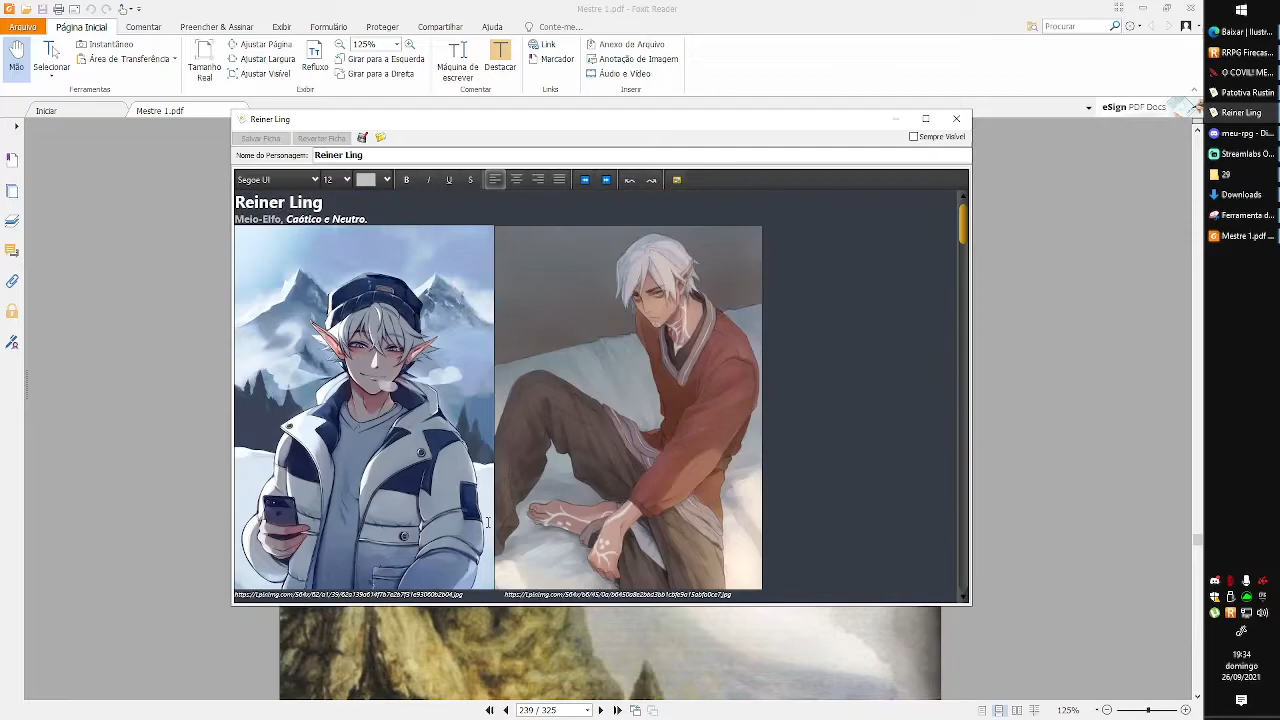 Mestre 1.pdf - Foxit Reader
Arquivo Página Inicial Comentar Preencher & Assinar Exibir Formulário Proteger Compartilhar Ajuda Conte-me... Procurar
Mão
Selecionar
Instantâneo
Área de Transferência
Ferramentas
Tamanho Real
Ajustar Página
Ajustar Largura
Ajustar Visível
Refluxo
125%
Girar para a Esquerda
Girar para a Direita
Exibir
Máquina de escrever
Destacar
Comentar
Link
Marcador
Links
Anexo de Arquivo
Anotação de Imagem
Áudio e Vídeo
Inserir
Iniciar Mestre 1.pdf
eSign PDF Docs
Reiner Ling
Salvar Ficha Reverter Ficha
Sempre Visível
Nome do Personagem: Reiner Ling
Segoe UI 12 B I U S
Reiner Ling
Meio-Elfo, Caótico e Neutro.
239 / 325
125%
Baixar | Ilustr...
RRPG Firecas...
O COVIL! ME...
Patotiva Rustin
Reiner Ling
meu-rpg - Di...
Streamlabs O...
29
Downloads
Ferramenta d...
Mestre 1.pdf ...
19:34
domingo
26/09/2021